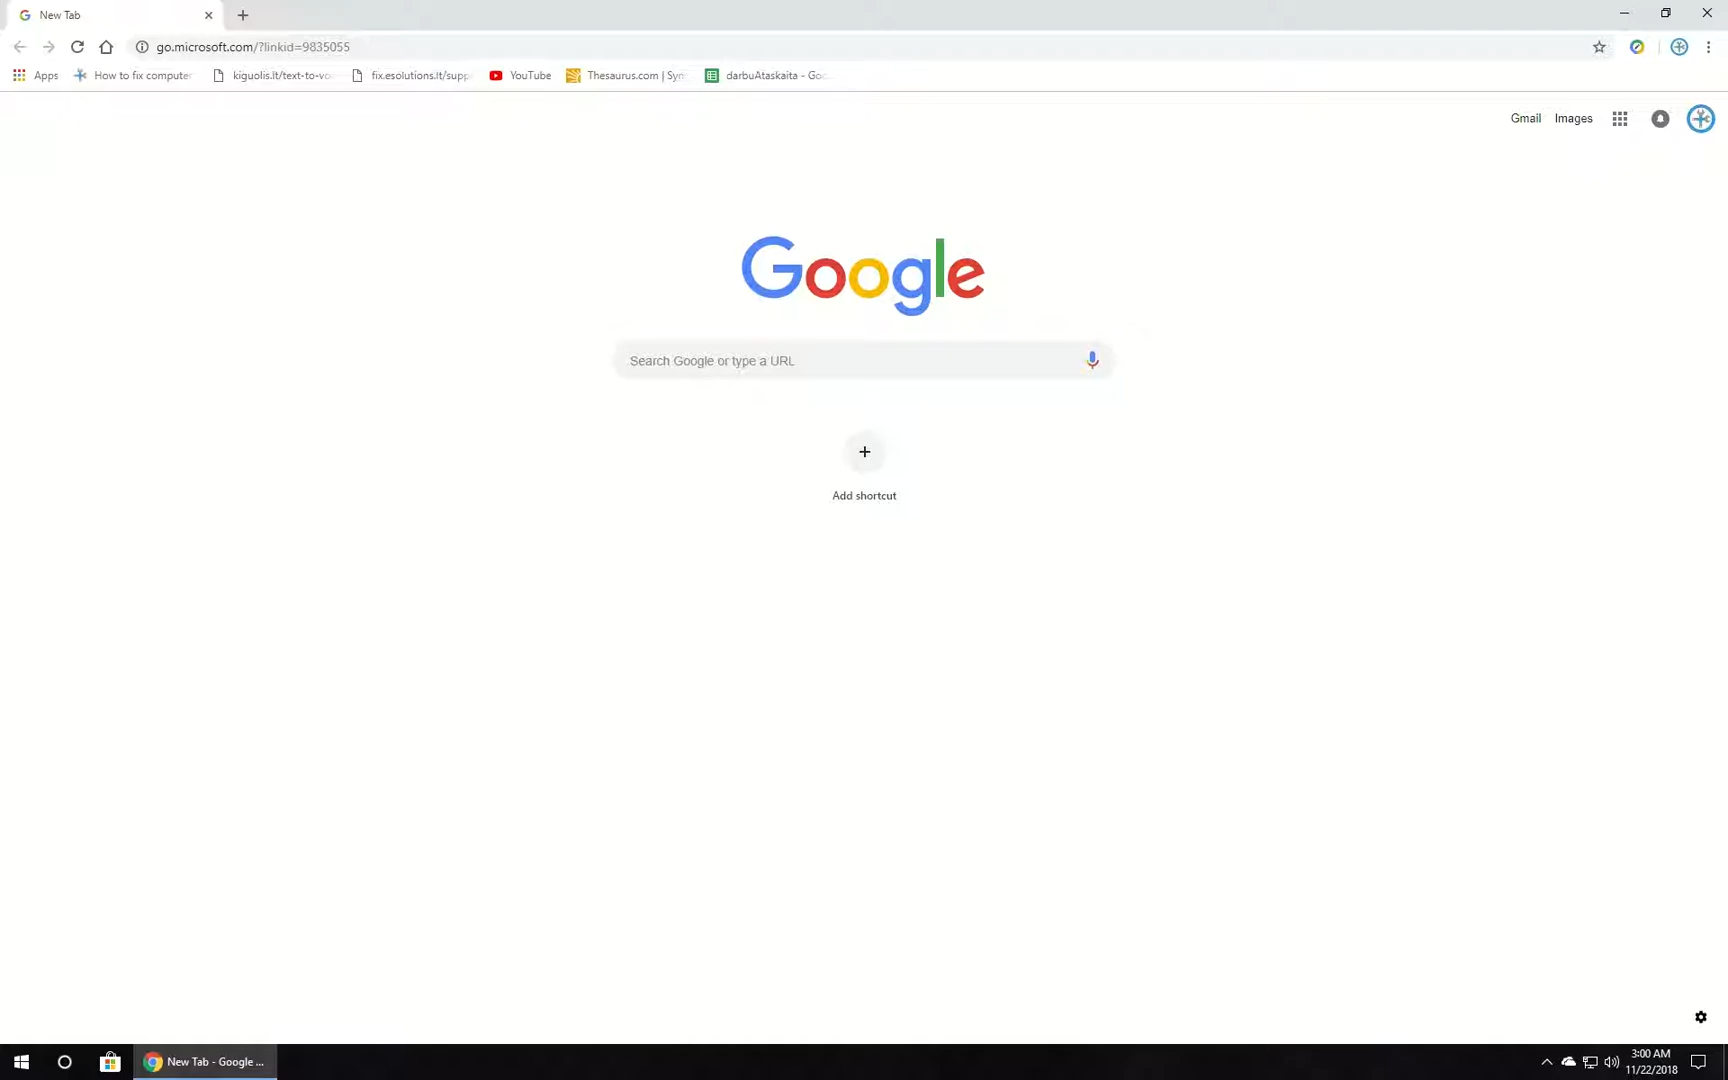 New Tab
go.microsoft.com/?linkid=9835055
Apps How to fix computer kiguolis.lt/text-to-vo fix.esolutions.lt/supp YouTube Thesaurus.com | Syn darbuAtaskaita - Goo
Gmail Images
Google
Search Google or type a URL
Add shortcut
New Tab - Google ...
3:00 AM
11/22/2018